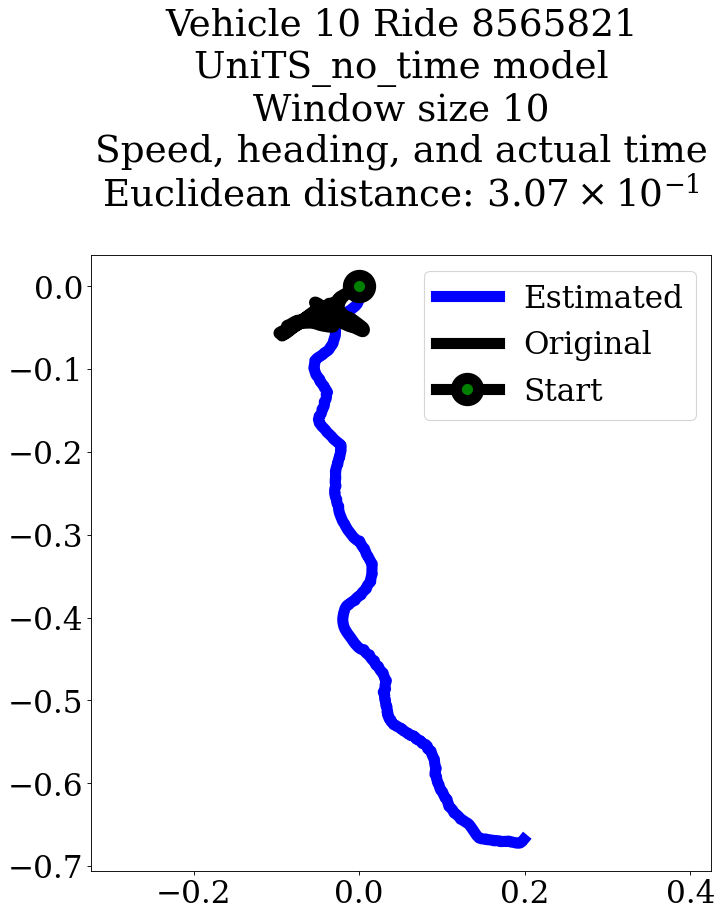 Vehicle 10 Ride 8565821
UniTS_no_time model
Window size 10
Speed, heading, and actual time
Euclidean distance: 3.07 × 10⁻¹
Estimated
Original
Start
0.0
−0.1
−0.2
−0.3
−0.4
−0.5
−0.6
−0.7
−0.2 0.0 0.2 0.4